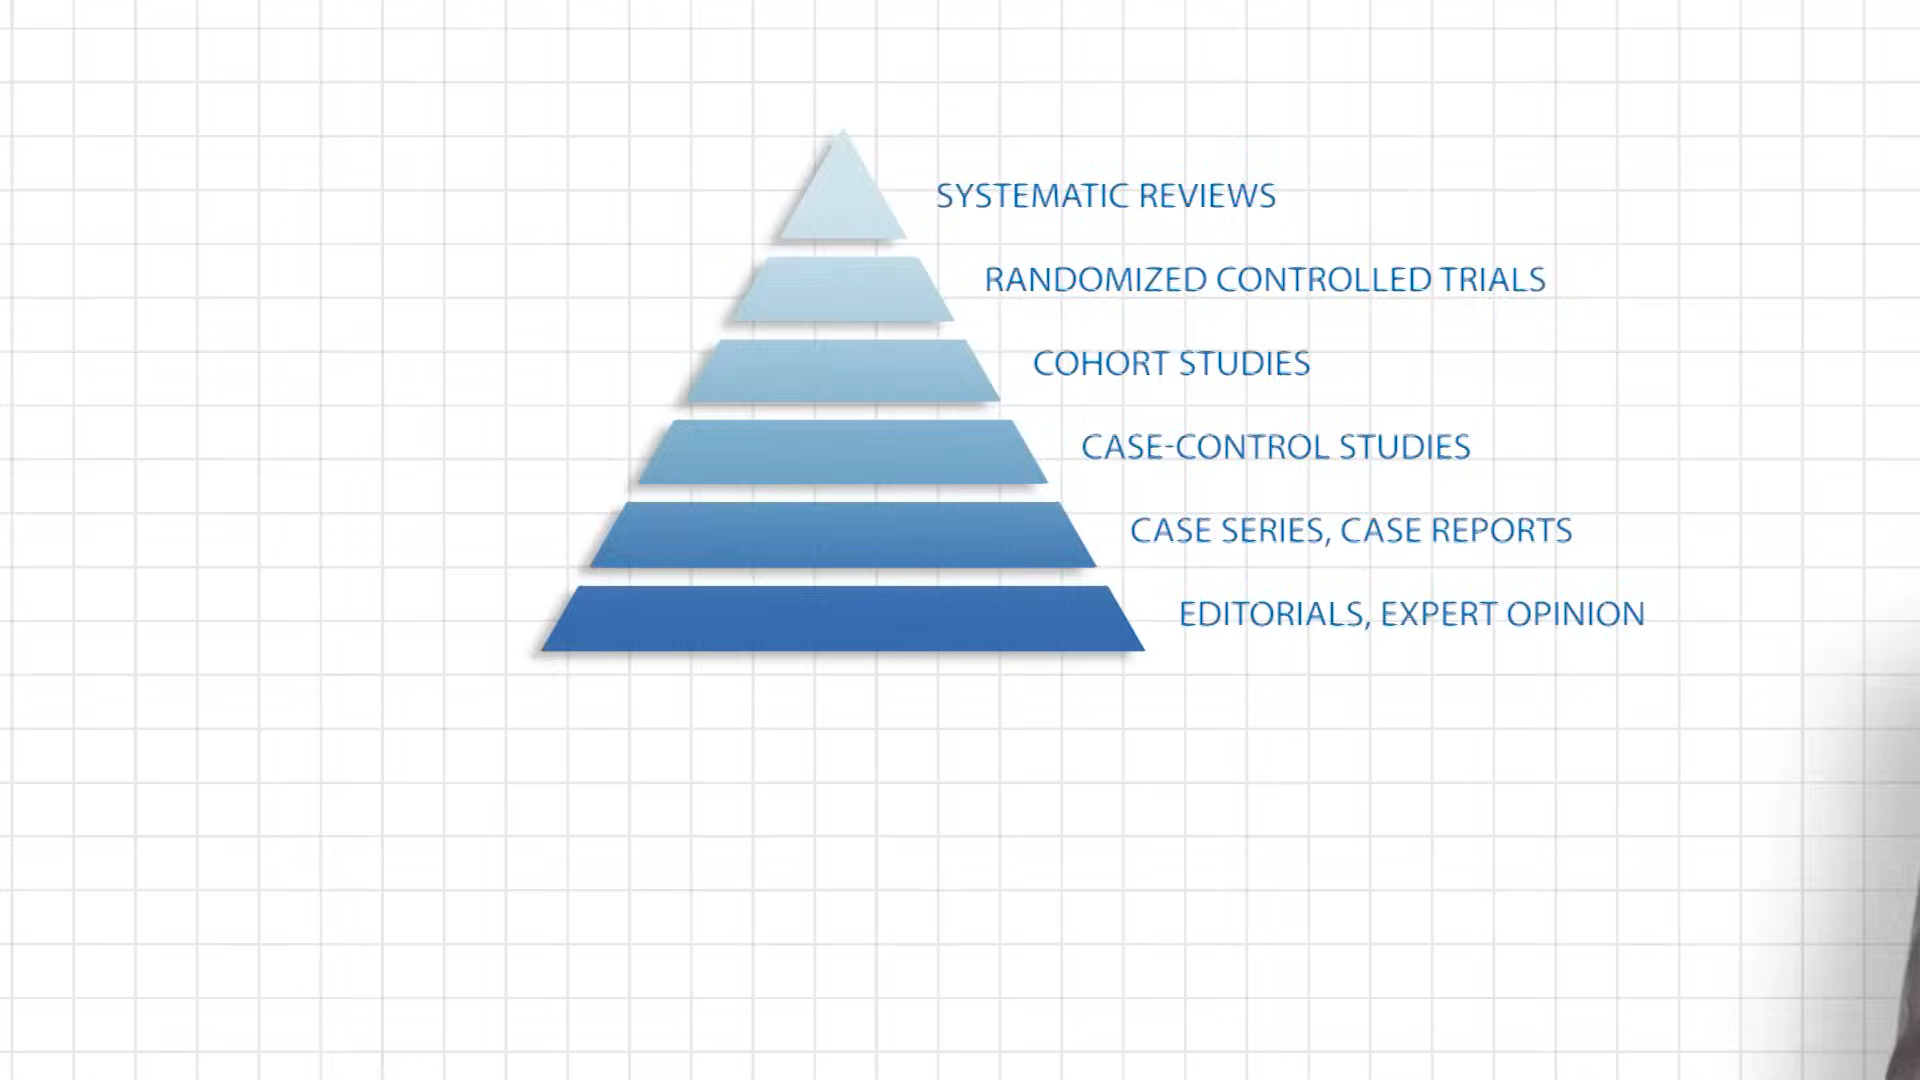 SYSTEMATIC REVIEWS
RANDOMIZED CONTROLLED TRIALS
COHORT STUDIES
CASE-CONTROL STUDIES
CASE SERIES, CASE REPORTS
EDITORIALS, EXPERT OPINION